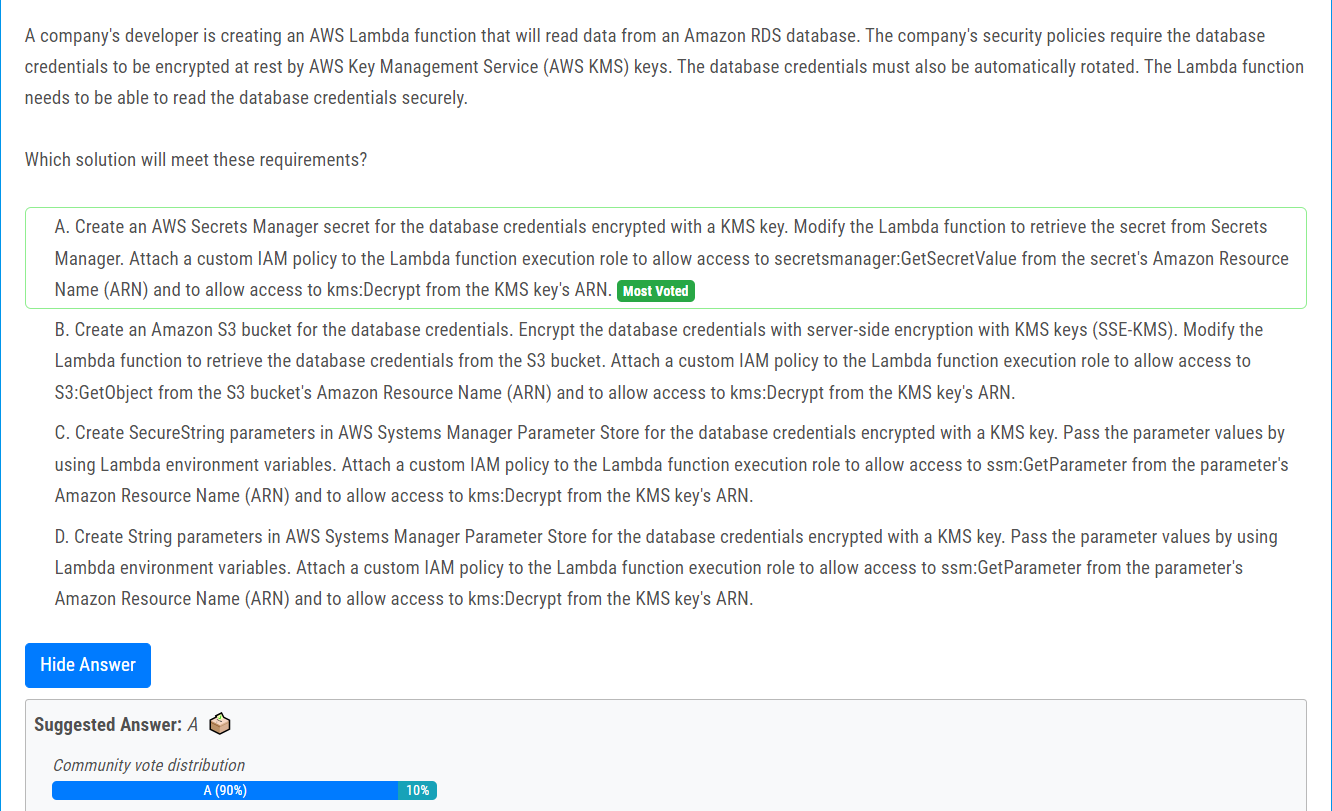 A company's developer is creating an AWS Lambda function that will read data from an Amazon RDS database. The company's security policies require the database
credentials to be encrypted at rest by AWS Key Management Service (AWS KMS) keys. The database credentials must also be automatically rotated. The Lambda function
needs to be able to read the database credentials securely.
Which solution will meet these requirements?
A. Create an AWS Secrets Manager secret for the database credentials encrypted with a KMS key. Modify the Lambda function to retrieve the secret from Secrets
Manager. Attach a custom IAM policy to the Lambda function execution role to allow access to secretsmanager:GetSecretValue from the secret's Amazon Resource
Name (ARN) and to allow access to kms:Decrypt from the KMS key's ARN. Most Voted
B. Create an Amazon S3 bucket for the database credentials. Encrypt the database credentials with server-side encryption with KMS keys (SSE-KMS). Modify the
Lambda function to retrieve the database credentials from the S3 bucket. Attach a custom IAM policy to the Lambda function execution role to allow access to
S3:GetObject from the S3 bucket's Amazon Resource Name (ARN) and to allow access to kms:Decrypt from the KMS key's ARN.
C. Create SecureString parameters in AWS Systems Manager Parameter Store for the database credentials encrypted with a KMS key. Pass the parameter values by
using Lambda environment variables. Attach a custom IAM policy to the Lambda function execution role to allow access to ssm:GetParameter from the parameter's
Amazon Resource Name (ARN) and to allow access to kms:Decrypt from the KMS key's ARN.
D. Create String parameters in AWS Systems Manager Parameter Store for the database credentials encrypted with a KMS key. Pass the parameter values by using
Lambda environment variables. Attach a custom IAM policy to the Lambda function execution role to allow access to ssm:GetParameter from the parameter's
Amazon Resource Name (ARN) and to allow access to kms:Decrypt from the KMS key's ARN.
Hide Answer
Suggested Answer: A
Community vote distribution
A (90%) 10%